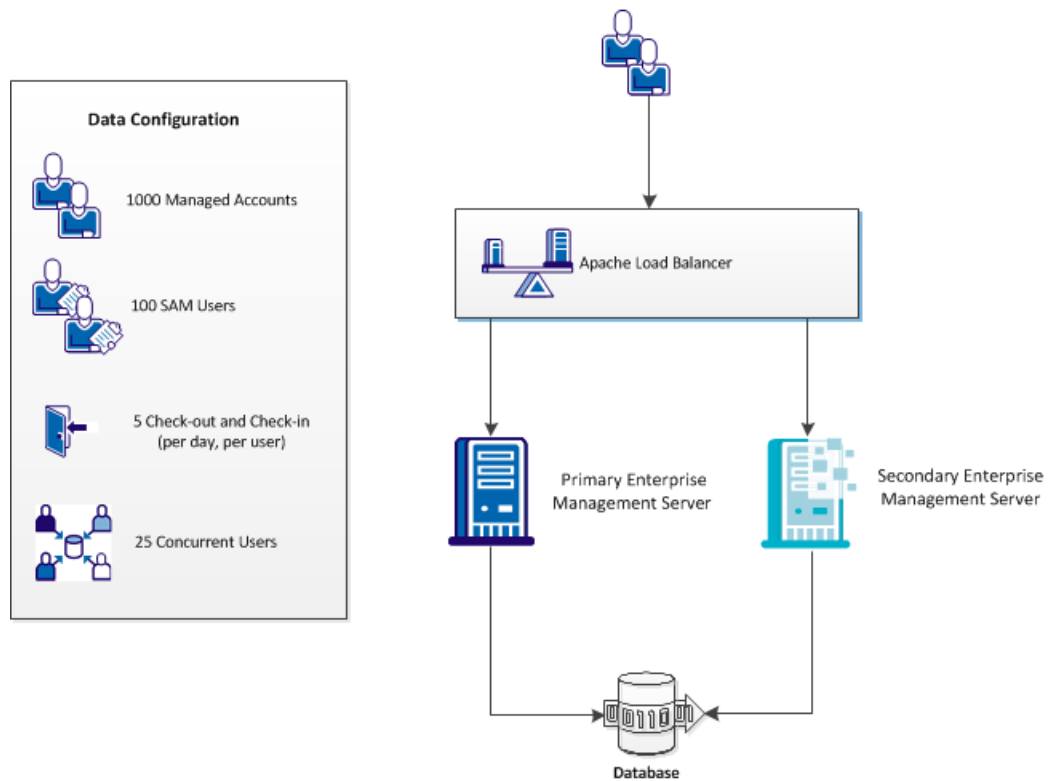 Data Configuration
1000 Managed Accounts
100 SAM Users
5 Check-out and Check-in
(per day, per user)
25 Concurrent Users
Apache Load Balancer
Primary Enterprise
Management Server
Secondary Enterprise
Management Server
Database